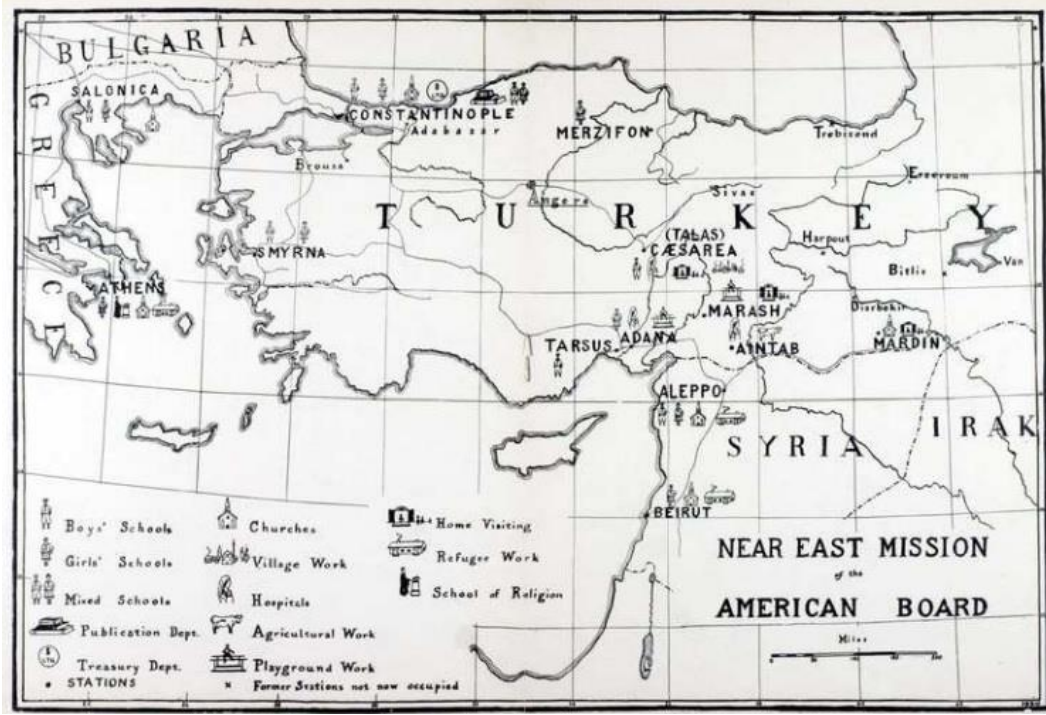 BULGARIA
SALONICA
GREECE
CONSTANTINOPLE
Adabazar
Brousa
MERZIFON
Trebizond
Erzeroum
Angora
Sivas
TURKEY
(TALAS)
CÆSAREA
Harpout
Bitlis
Van
SMYRNA
ATHENS
MARASH
Diarbekir
MARDIN
TARSUS
ADANA
AINTAB
ALEPPO
SYRIA
IRAK
BEIRUT
Boys' Schools
Girls' Schools
Mixed Schools
Publication Dept.
Treasury Dept.
STATIONS
Churches
Village Work
Hospitals
Agricultural Work
Playground Work
x Former Stations not now occupied
Home Visiting
Refugee Work
School of Religion
NEAR EAST MISSION
of the
AMERICAN BOARD
Miles